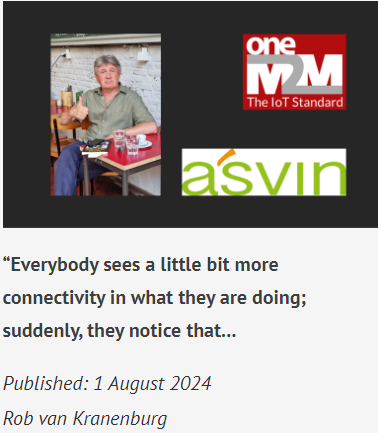 one
M2M
The IoT Standard
asvin
“Everybody sees a little bit more
connectivity in what they are doing;
suddenly, they notice that...
Published: 1 August 2024
Rob van Kranenburg